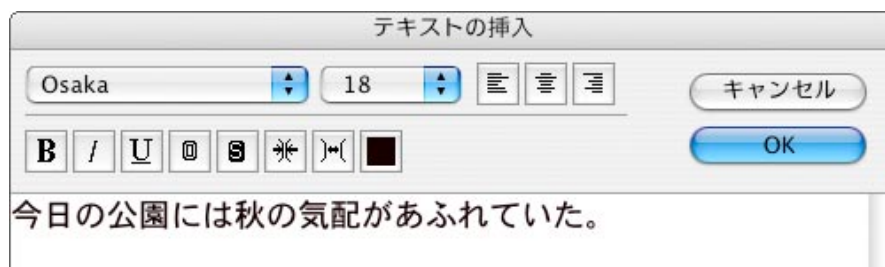 テキストの挿入
Osaka 18
キャンセル
B I U O S
OK
今日の公園には秋の気配があふれていた。